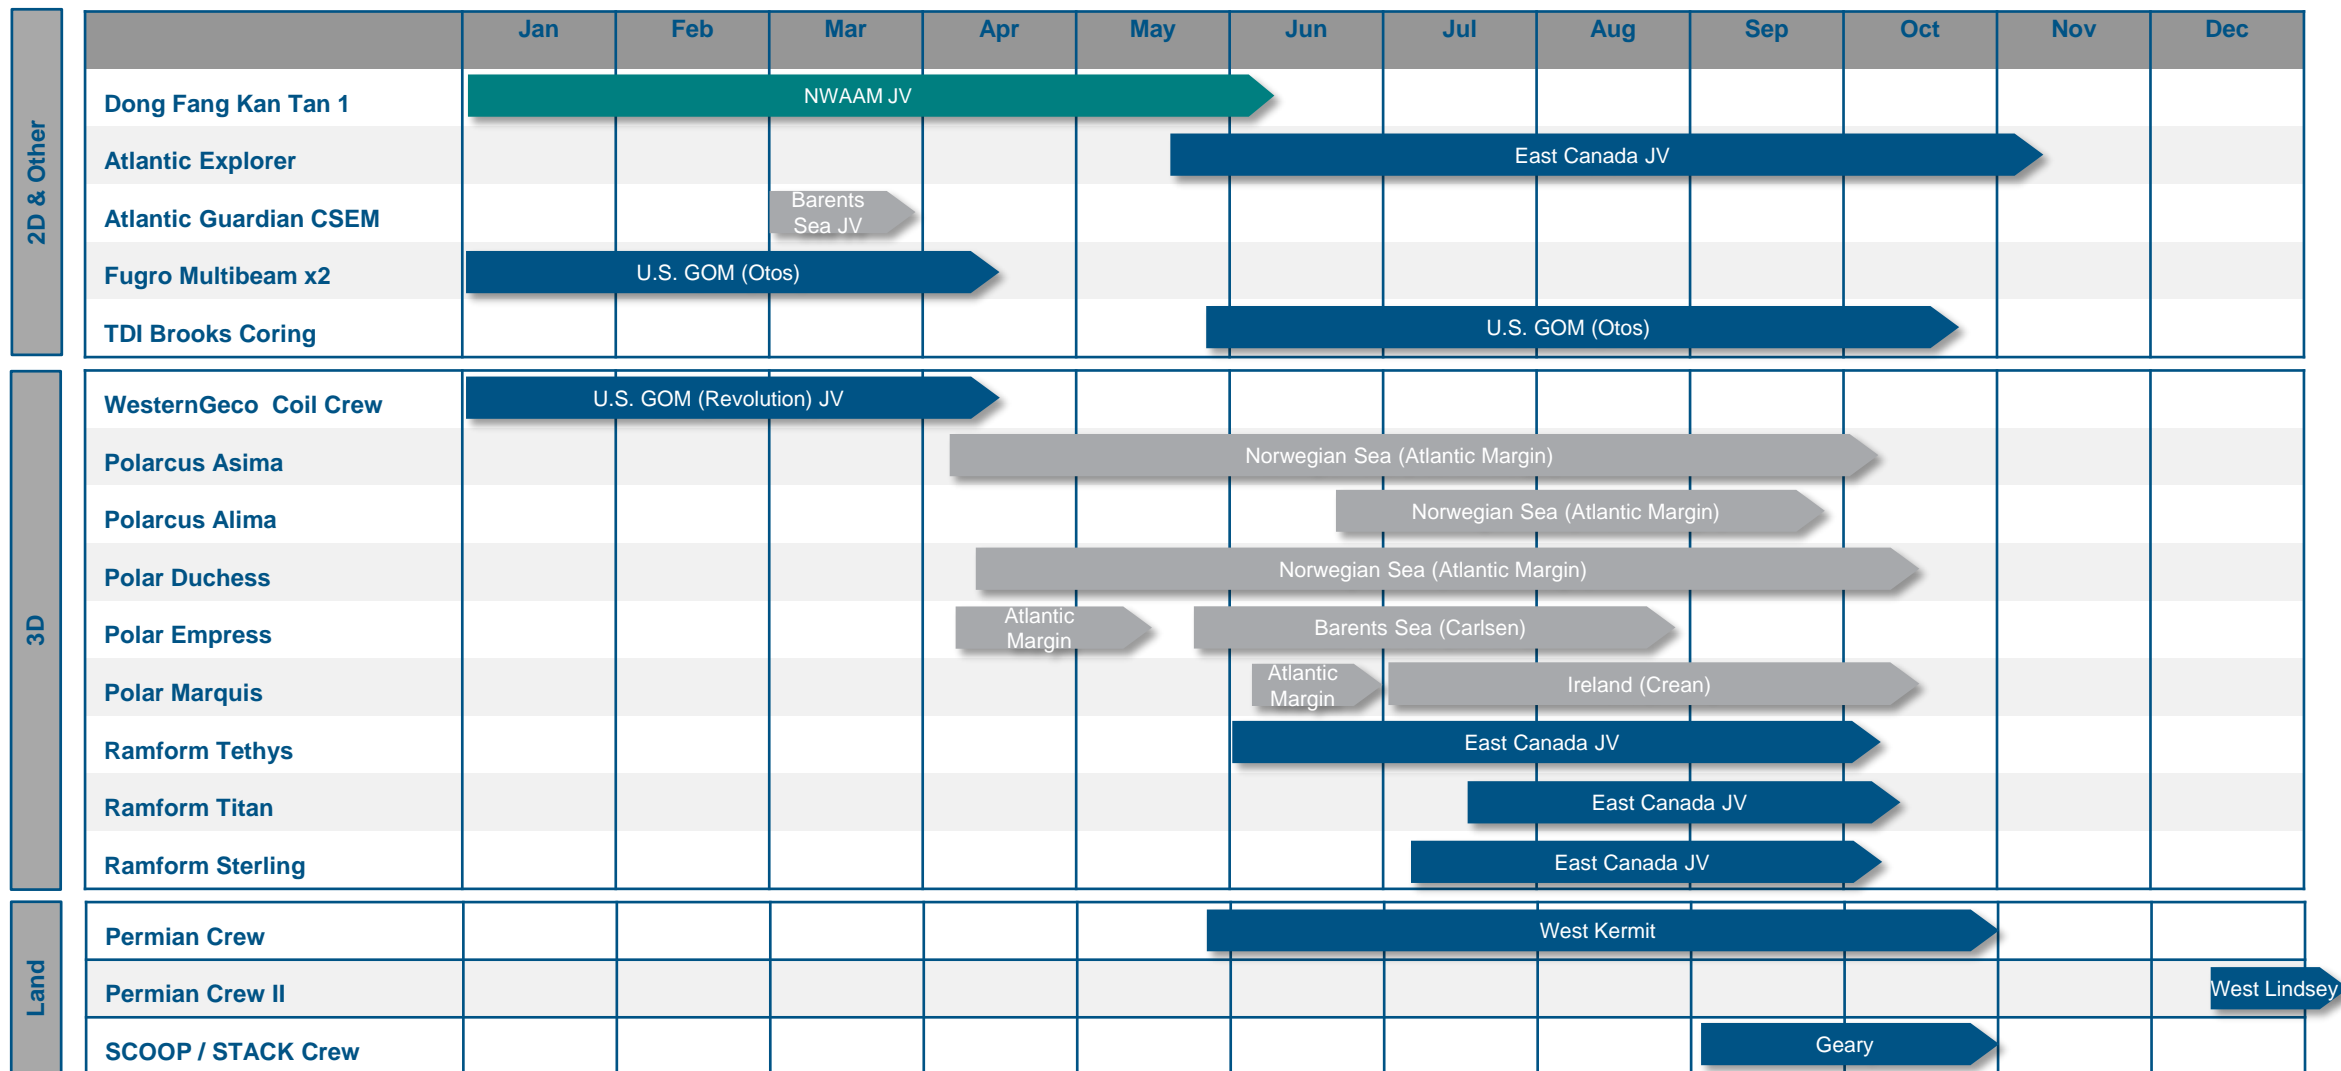 Jan Feb Mar Apr May Jun Jul Aug Sep Oct Nov Dec
2D & Other
Dong Fang Kan Tan 1 NWAAM JV
Atlantic Explorer East Canada JV
Atlantic Guardian CSEM Barents
Sea JV
Fugro Multibeam x2 U.S. GOM (Otos)
TDI Brooks Coring U.S. GOM (Otos)
3D
WesternGeco Coil Crew U.S. GOM (Revolution) JV
Polarcus Asima Norwegian Sea (Atlantic Margin)
Polarcus Alima Norwegian Sea (Atlantic Margin)
Polar Duchess Norwegian Sea (Atlantic Margin)
Polar Empress Atlantic
Margin Barents Sea (Carlsen)
Polar Marquis Atlantic
Margin Ireland (Crean)
Ramform Tethys East Canada JV
Ramform Titan East Canada JV
Ramform Sterling East Canada JV
Land
Permian Crew West Kermit
Permian Crew II West Lindsey
SCOOP / STACK Crew Geary